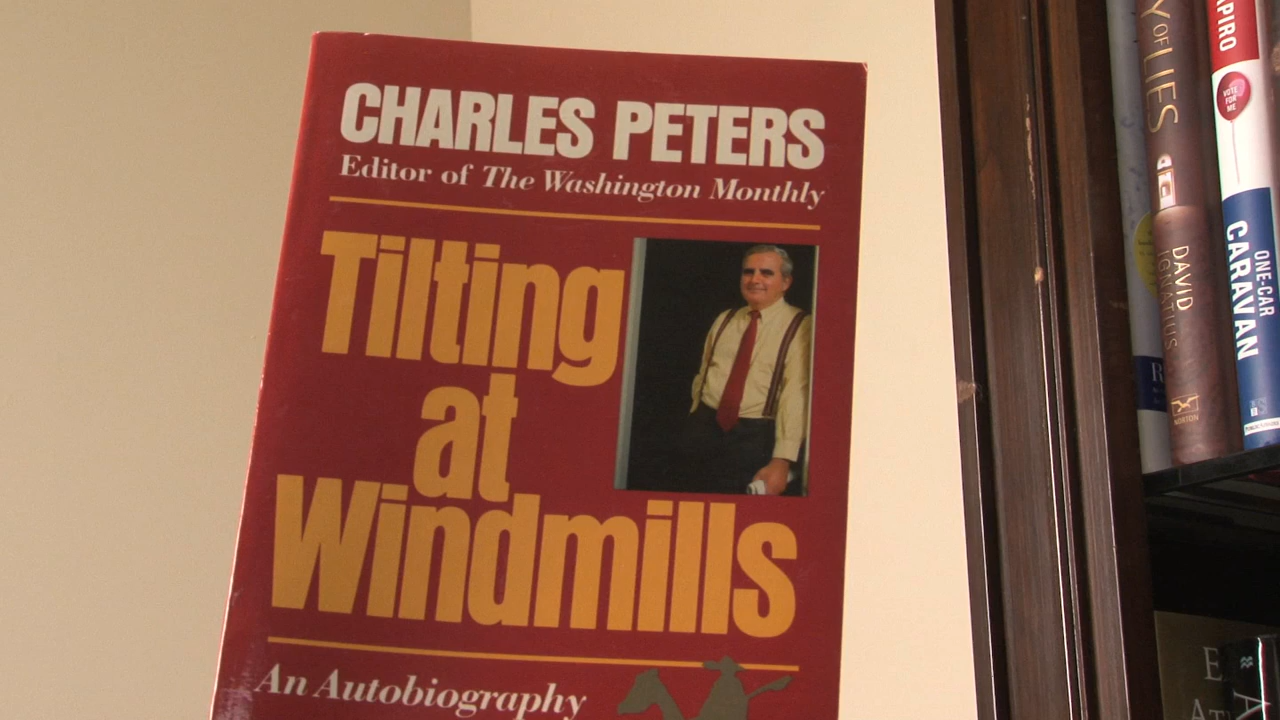 CHARLES PETERS
Editor of The Washington Monthly
Tilting
at
Windmills
An Autobiography
Y OF LIES
DAVID
IGNATIUS
NORTON
APIRO
VOTE
FOR
ME
ONE-CAR
CARAVAN